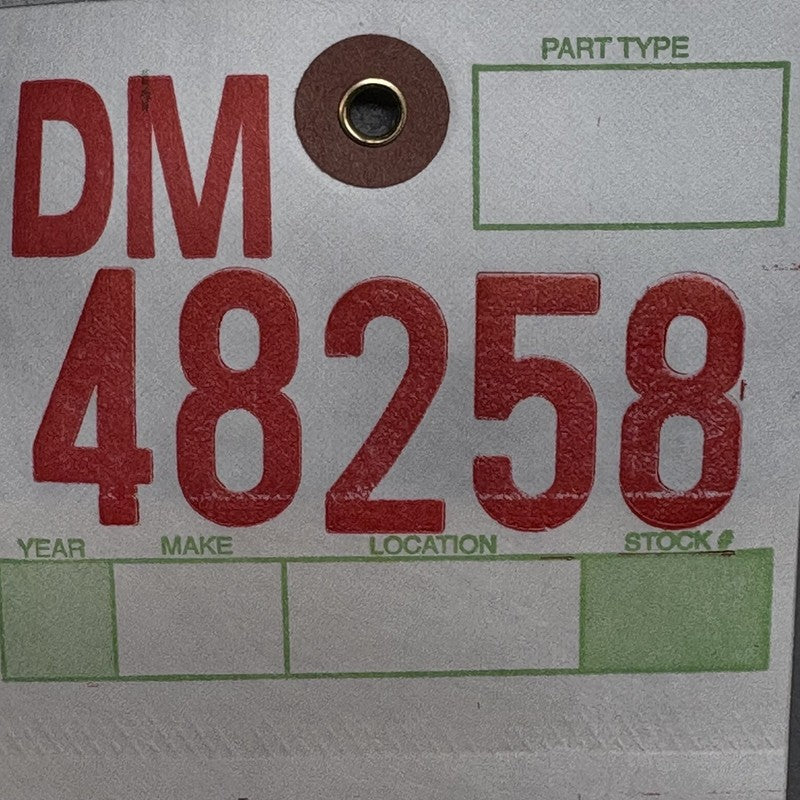 PART TYPE
DM
48258
YEAR MAKE LOCATION STOCK #